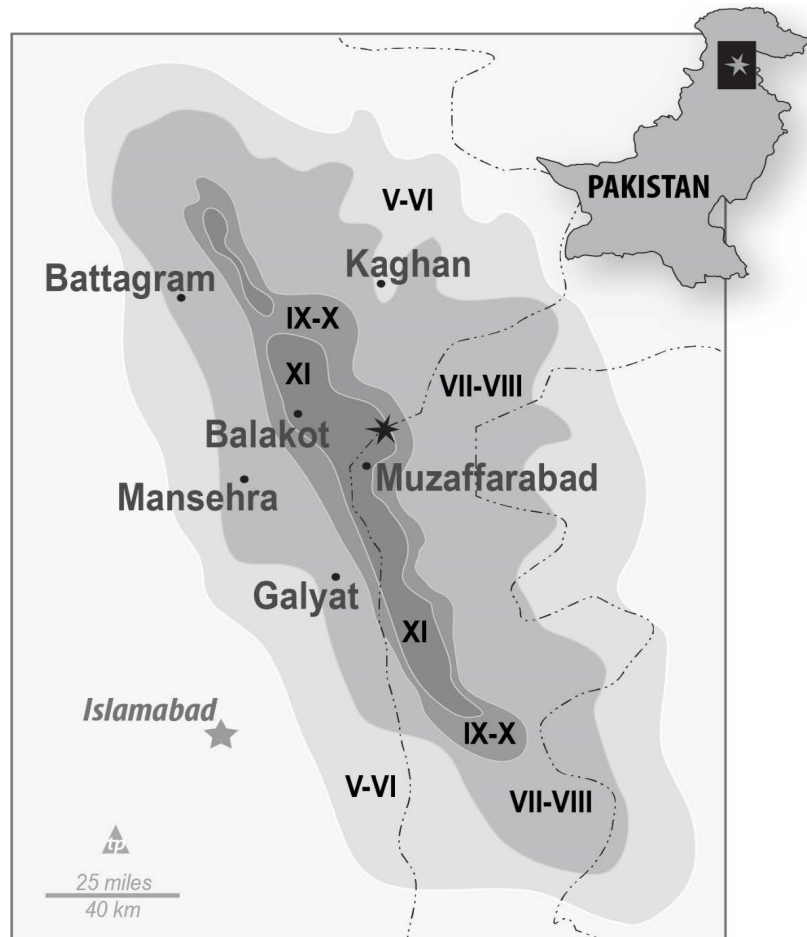 PAKISTAN
V-VI
Kaghan
Battagram
IX-X
XI
VII-VIII
Balakot
Muzaffarabad
Mansehra
Galyat
XI
Islamabad
IX-X
V-VI
VII-VIII
tp
25 miles
40 km